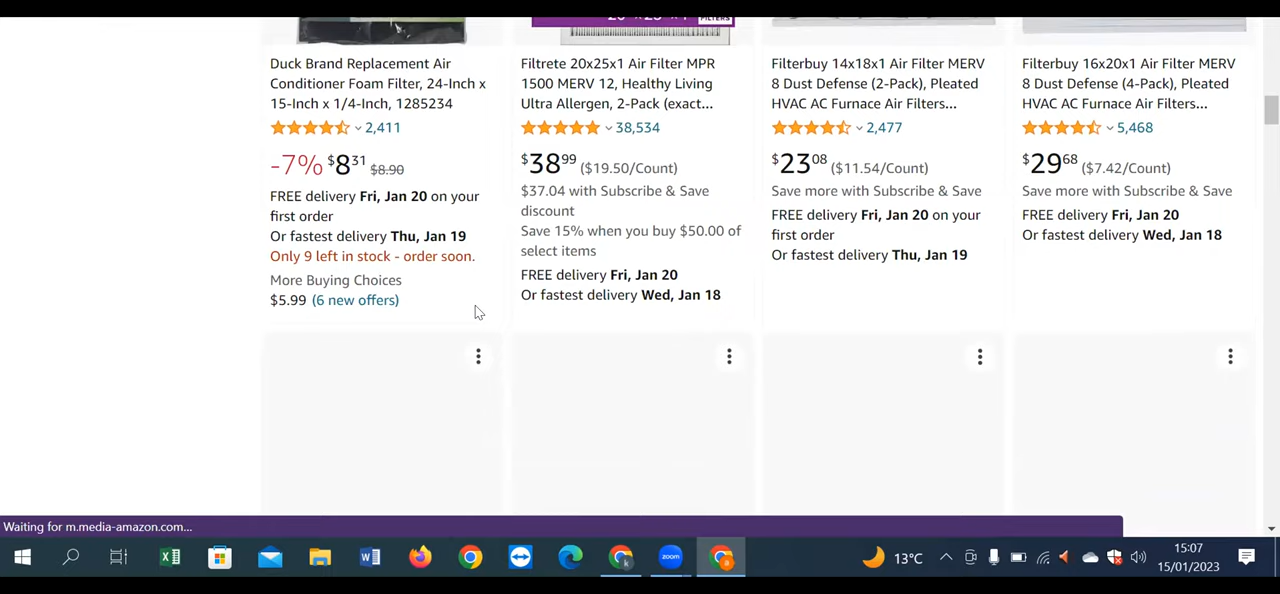 20 x 25 x 1
FILTERS
Duck Brand Replacement Air
Conditioner Foam Filter, 24-Inch x
15-Inch x 1/4-Inch, 1285234
2,411
-7% $8.31 $8.90
FREE delivery Fri, Jan 20 on your
first order
Or fastest delivery Thu, Jan 19
Only 9 left in stock - order soon.
More Buying Choices
$5.99 (6 new offers)
Filtrete 20x25x1 Air Filter MPR
1500 MERV 12, Healthy Living
Ultra Allergen, 2-Pack (exact...
38,534
$38.99 ($19.50/Count)
$37.04 with Subscribe & Save
discount
Save 15% when you buy $50.00 of
select items
FREE delivery Fri, Jan 20
Or fastest delivery Wed, Jan 18
Filterbuy 14x18x1 Air Filter MERV
8 Dust Defense (2-Pack), Pleated
HVAC AC Furnace Air Filters...
2,477
$23.08 ($11.54/Count)
Save more with Subscribe & Save
FREE delivery Fri, Jan 20 on your
first order
Or fastest delivery Thu, Jan 19
Filterbuy 16x20x1 Air Filter MERV
8 Dust Defense (4-Pack), Pleated
HVAC AC Furnace Air Filters...
5,468
$29.68 ($7.42/Count)
Save more with Subscribe & Save
FREE delivery Fri, Jan 20
Or fastest delivery Wed, Jan 18
Waiting for m.media-amazon.com...
zoom
13°C
15:07
15/01/2023